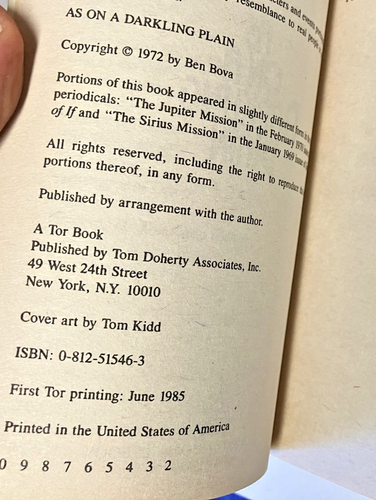 resemblance to real people
AS ON A DARKLING PLAIN
Copyright © 1972 by Ben Bova
Portions of this book appeared in slightly different form in
periodicals: "The Jupiter Mission" in the February 1970
of If and "The Sirius Mission" in the January 1969 issue
All rights reserved, including the right to reproduce
portions thereof, in any form.
Published by arrangement with the author.
A Tor Book
Published by Tom Doherty Associates, Inc.
49 West 24th Street
New York, N.Y. 10010
Cover art by Tom Kidd
ISBN: 0-812-51546-3
First Tor printing: June 1985
Printed in the United States of America
0 9 8 7 6 5 4 3 2